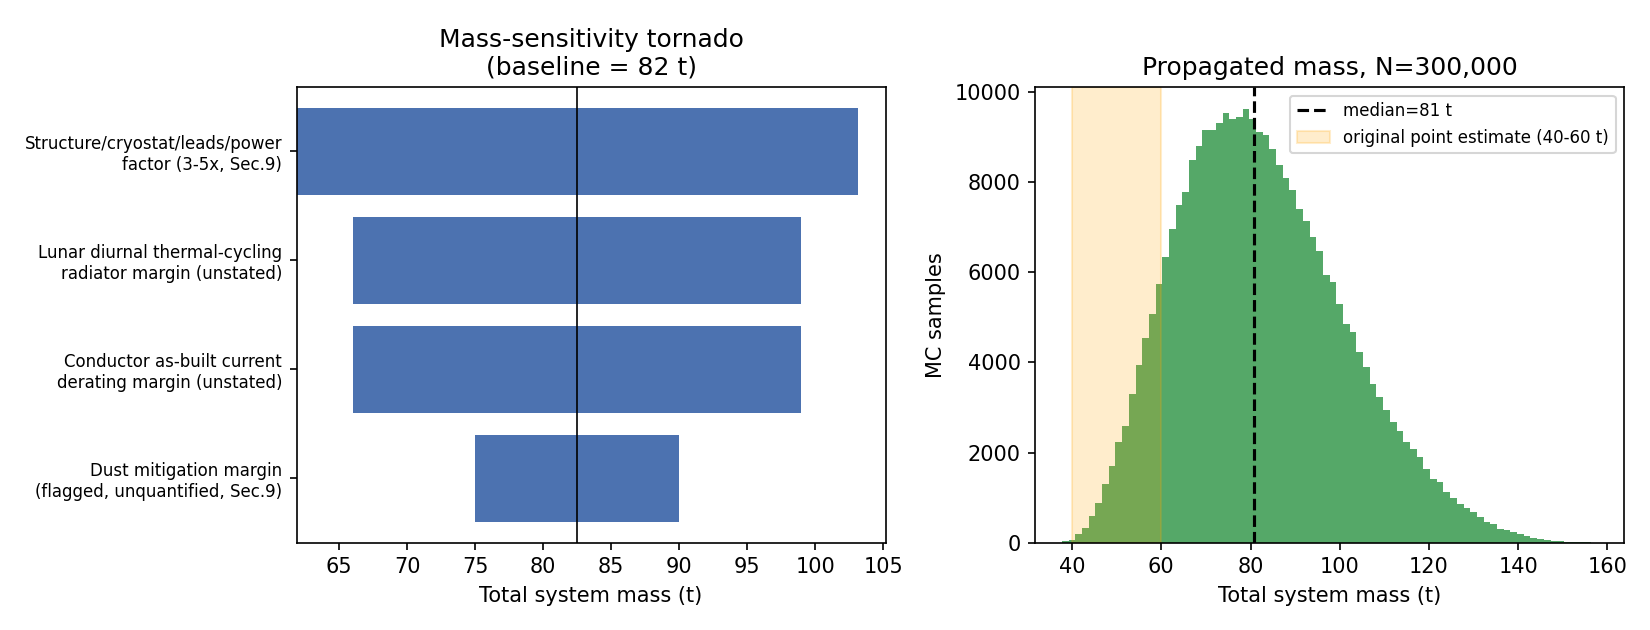 Mass-sensitivity tornado
(baseline = 82 t)
Structure/cryostat/leads/power
factor (3-5x, Sec.9)
Lunar diurnal thermal-cycling
radiator margin (unstated)
Conductor as-built current
derating margin (unstated)
Dust mitigation margin
(flagged, unquantified, Sec.9)
65 70 75 80 85 90 95 100 105
Total system mass (t)
Propagated mass, N=300,000
median=81 t
original point estimate (40-60 t)
MC samples
10000
8000
6000
4000
2000
0
40 60 80 100 120 140 160
Total system mass (t)